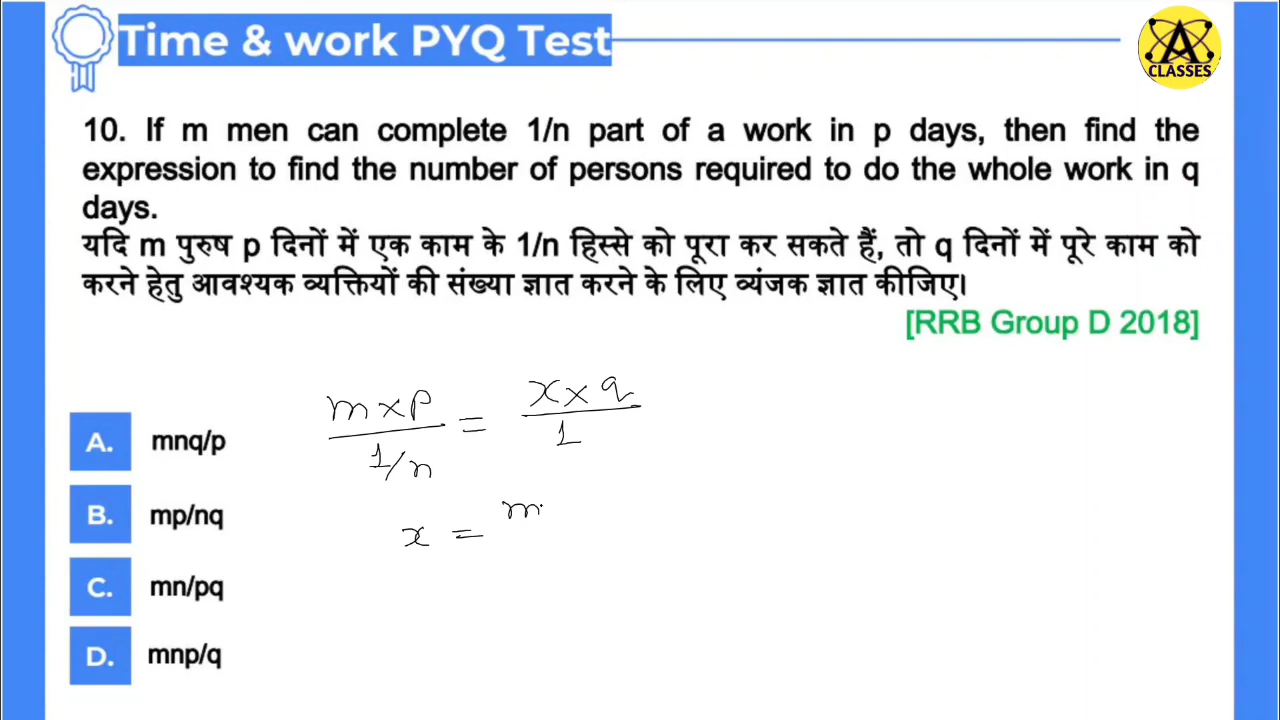 Time & work PYQ Test
A
CLASSES
10. If m men can complete 1/n part of a work in p days, then find the
expression to find the number of persons required to do the whole work in q
days.
यदि m पुरुष p दिनों में एक काम के 1/n हिस्से को पूरा कर सकते हैं, तो q दिनों में पूरे काम को
करने हेतु आवश्यक व्यक्तियों की संख्या ज्ञात करने के लिए व्यंजक ज्ञात कीजिए।
[RRB Group D 2018]
m×p/1/n = x×q/1
x = m
A. mnq/p
B. mp/nq
C. mn/pq
D. mnp/q